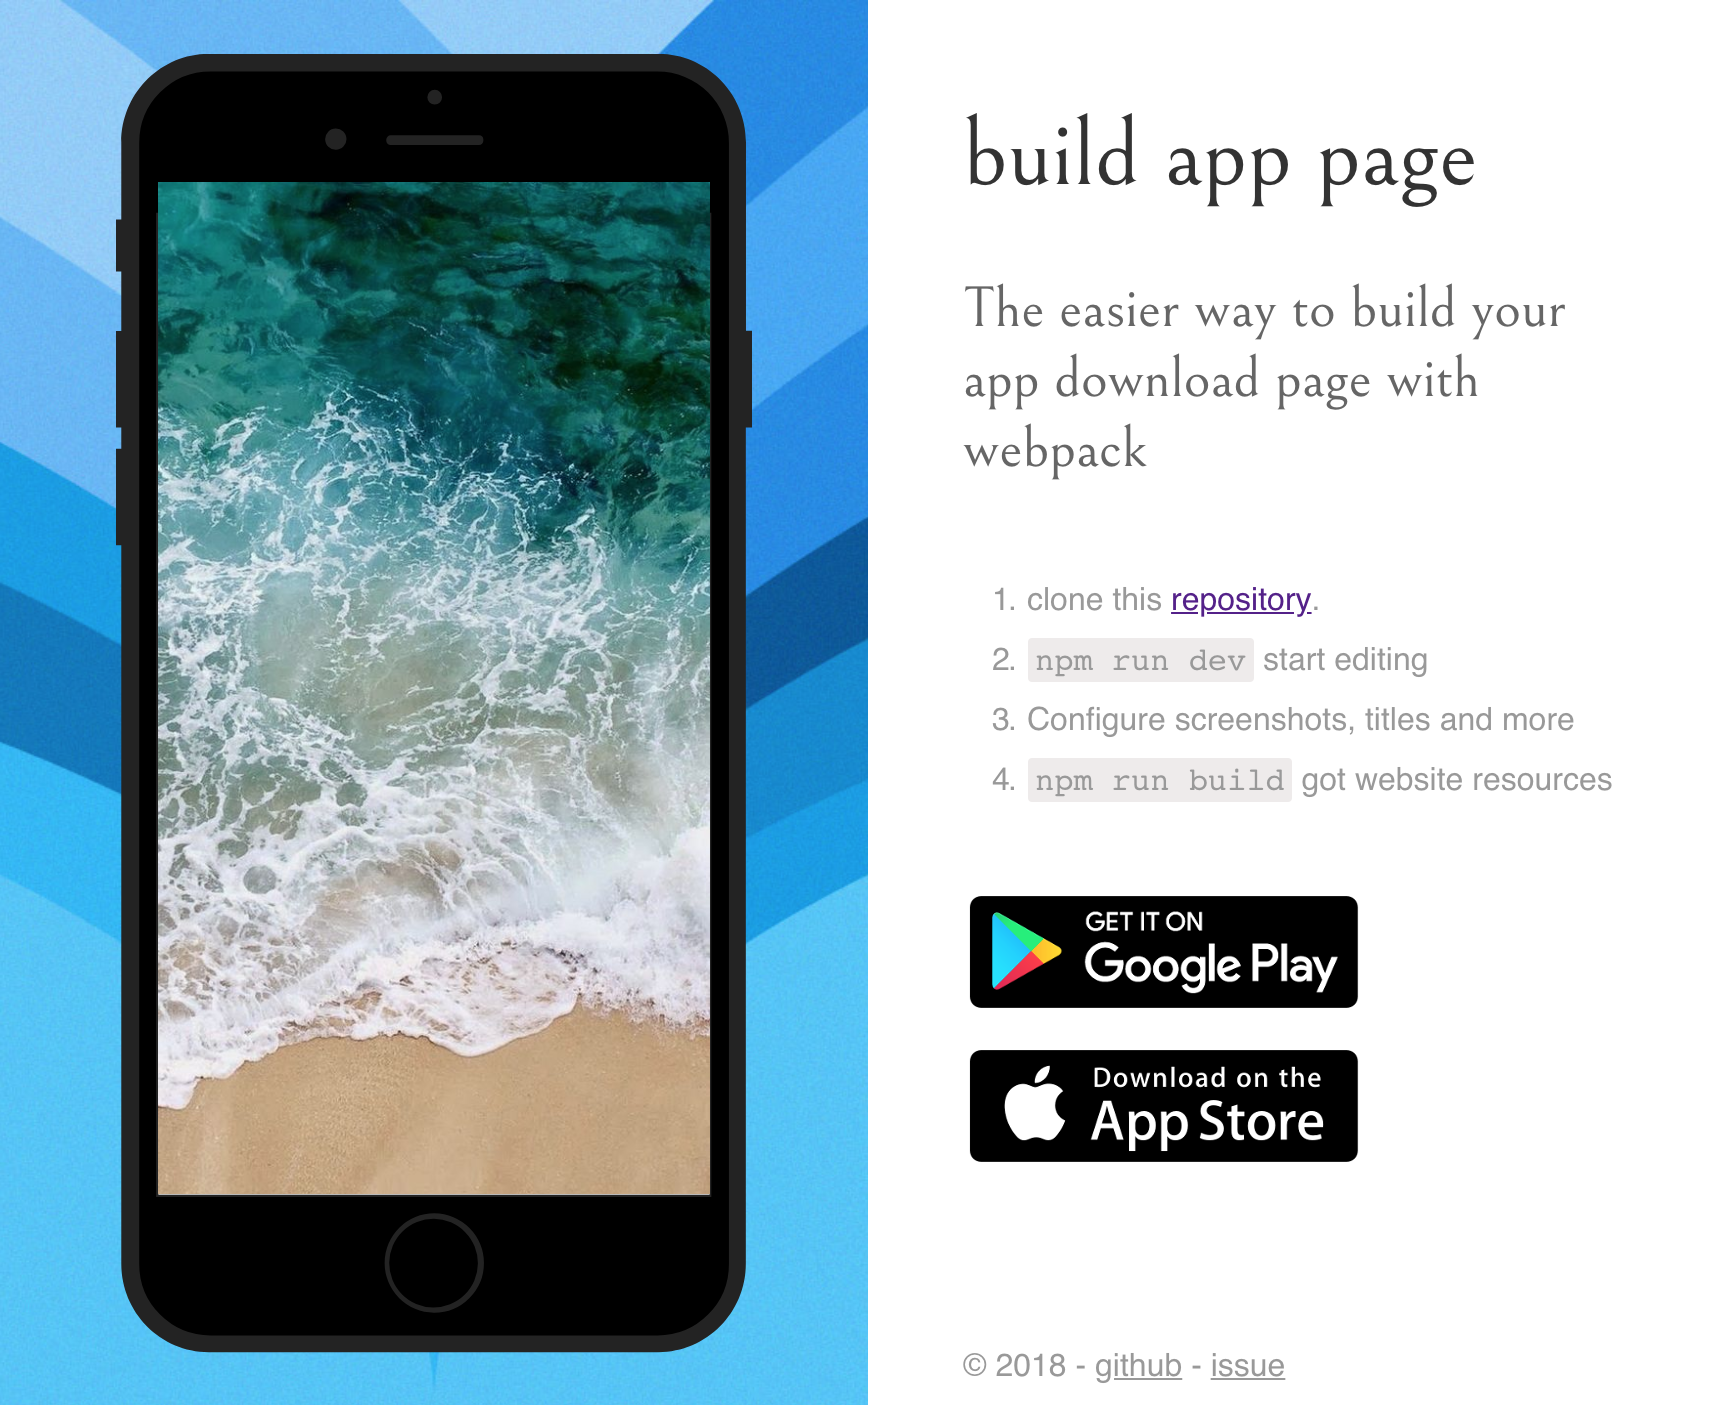 build app page
The easier way to build your
app download page with
webpack
1. clone this repository.
2. npm run dev start editing
3. Configure screenshots, titles and more
4. npm run build got website resources
GET IT ON
Google Play
Download on the
App Store
© 2018 - github - issue